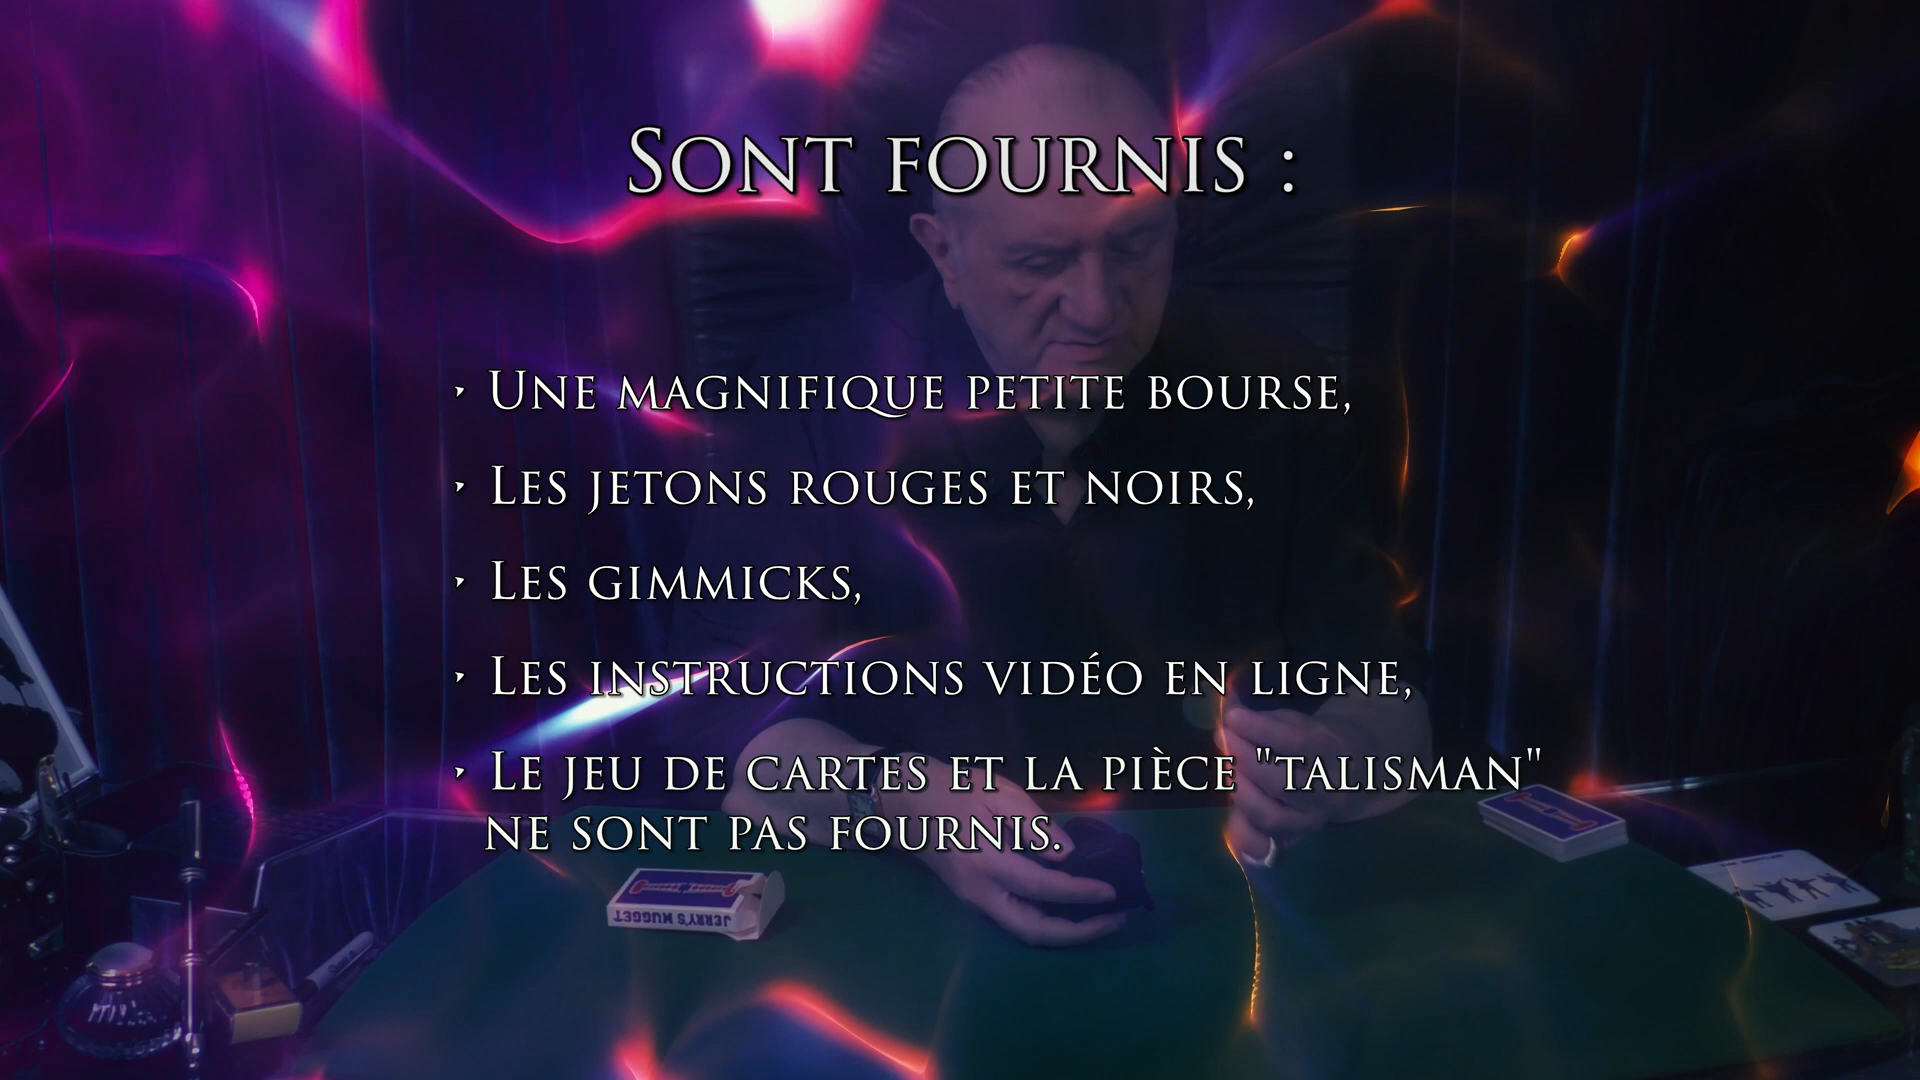 Sont fournis :
‣ Une magnifique petite bourse,
‣ Les jetons rouges et noirs,
‣ Les gimmicks,
‣ Les instructions vidéo en ligne,
‣ Le jeu de cartes et la pièce "talisman"
ne sont pas fournis.
JERRY'S NUGGET